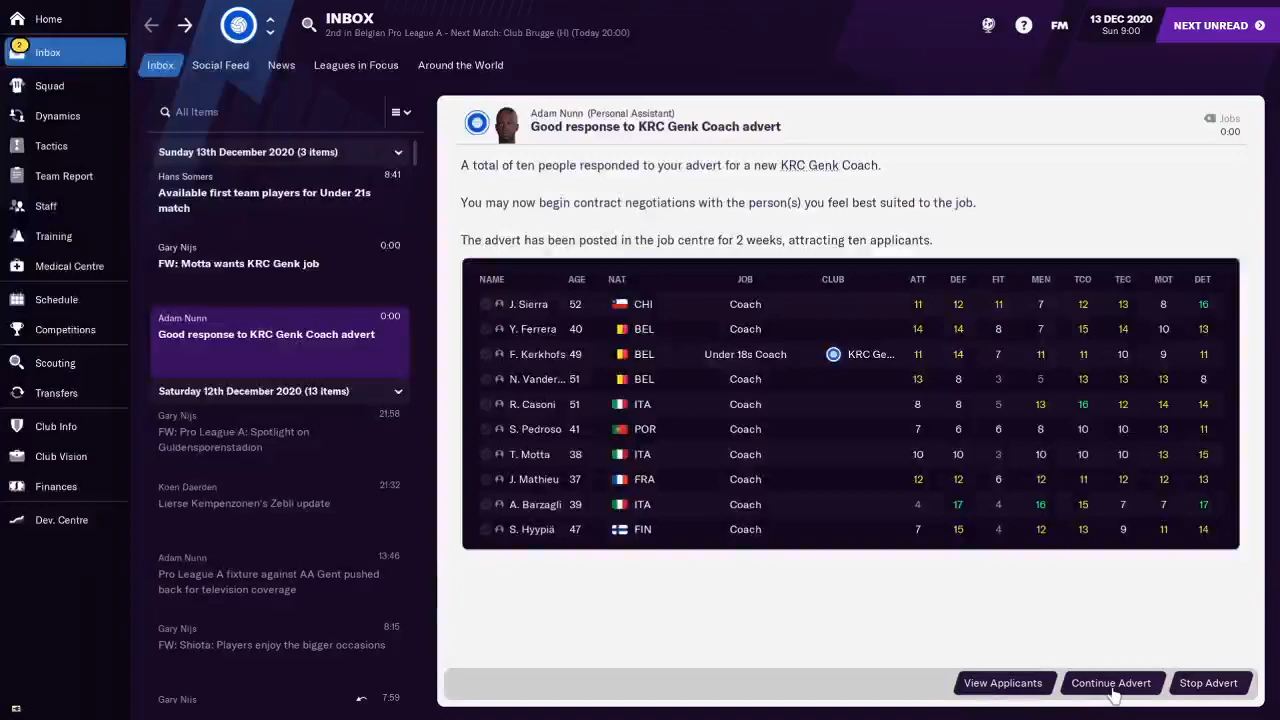 Home
INBOX
2nd in Belgian Pro League A - Next Match: Club Brugge (H) (Today 20:00)
?
FM
13 DEC 2020
Sun 9:00
NEXT UNREAD
2
Inbox
Squad
Dynamics
Tactics
Team Report
Staff
Training
Medical Centre
Schedule
Competitions
Scouting
Transfers
Club Info
Club Vision
Finances
Dev. Centre
Inbox Social Feed News Leagues in Focus Around the World
All Items
Sunday 13th December 2020 (3 items)
Hans Somers 8:41
Available first team players for Under 21s
match
Gary Nijs 0:00
FW: Motta wants KRC Genk job
Adam Nunn 0:00
Good response to KRC Genk Coach advert
Saturday 12th December 2020 (13 items)
Gary Nijs 21:58
FW: Pro League A: Spotlight on
Guldensporenstadion
Koen Daerden 21:32
Lierse Kempenzonen's Zebli update
Adam Nunn 13:46
Pro League A fixture against AA Gent pushed
back for television coverage
Gary Nijs 8:15
FW: Shiota: Players enjoy the bigger occasions
Gary Nijs 7:59
Adam Nunn (Personal Assistant)
Good response to KRC Genk Coach advert
Jobs
0:00
A total of ten people responded to your advert for a new KRC Genk Coach.
You may now begin contract negotiations with the person(s) you feel best suited to the job.
The advert has been posted in the job centre for 2 weeks, attracting ten applicants.
NAME AGE NAT JOB CLUB ATT DEF FIT MEN TCO TEC MOT DET
J. Sierra 52 CHI Coach 11 12 11 7 12 13 8 16
Y. Ferrera 40 BEL Coach 14 14 8 7 15 14 10 13
F. Kerkhofs 49 BEL Under 18s Coach KRC Ge... 11 14 7 11 11 10 9 11
N. Vander... 51 BEL Coach 13 8 3 5 13 13 13 8
R. Casoni 51 ITA Coach 8 8 5 13 16 12 14 14
S. Pedroso 41 POR Coach 7 6 6 8 10 10 13 11
T. Motta 38 ITA Coach 10 10 3 10 10 10 13 15
J. Mathieu 37 FRA Coach 12 12 6 12 11 12 12 13
A. Barzagli 39 ITA Coach 4 17 4 16 15 7 7 17
S. Hyypiä 47 FIN Coach 7 15 4 12 13 9 11 14
View Applicants Continue Advert Stop Advert